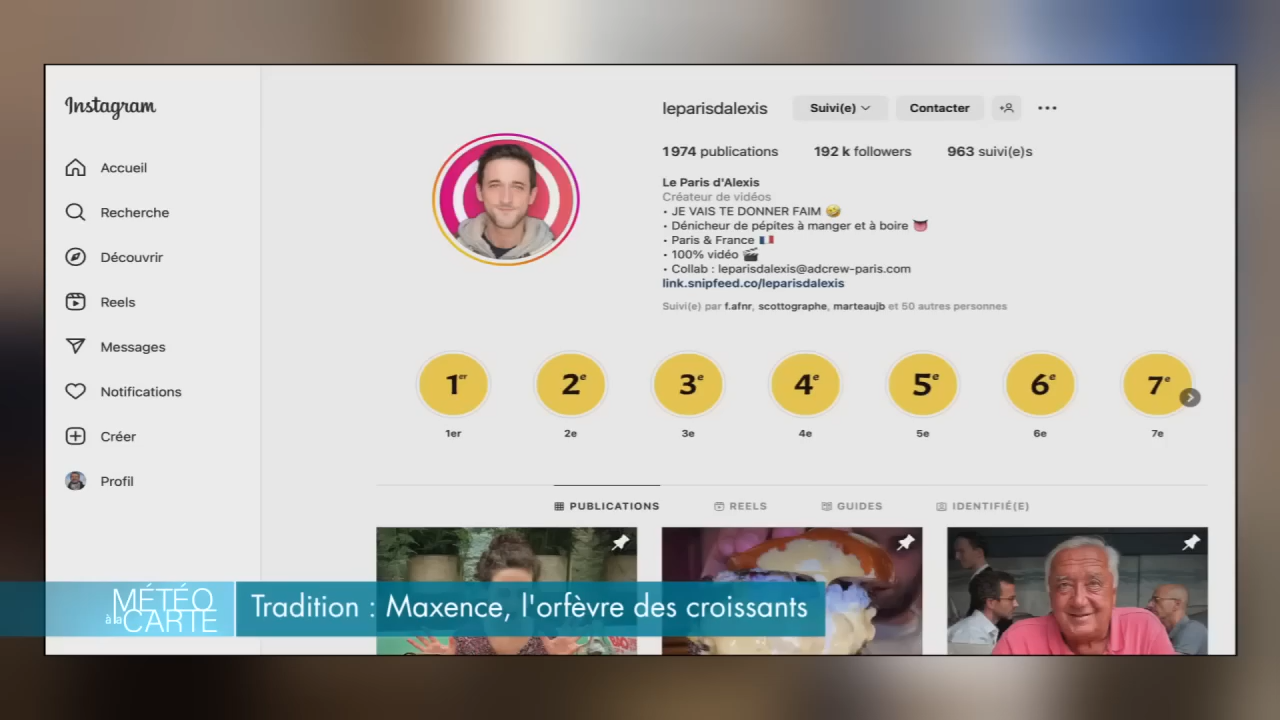 Instagram
Accueil
Recherche
Découvrir
Reels
Messages
Notifications
Créer
Profil
leparisdalexis Suivi(e) Contacter
1 974 publications 192 k followers 963 suivi(e)s
Le Paris d'Alexis
Créateur de vidéos
• JE VAIS TE DONNER FAIM 🤣
• Dénicheur de pépites à manger et à boire 👅
• Paris & France 🇫🇷
• 100% vidéo 🎬
• Collab : leparisdalexis@adcrew-paris.com
link.snipfeed.co/leparisdalexis
Suivi(e) par f.afnr, scottographe, marteaujb et 50 autres personnes
1er 2e 3e 4e 5e 6e 7e
1er 2e 3e 4e 5e 6e 7e
PUBLICATIONS REELS GUIDES IDENTIFIÉ(E)
MÉTÉO
à la CARTE
Tradition : Maxence, l'orfèvre des croissants